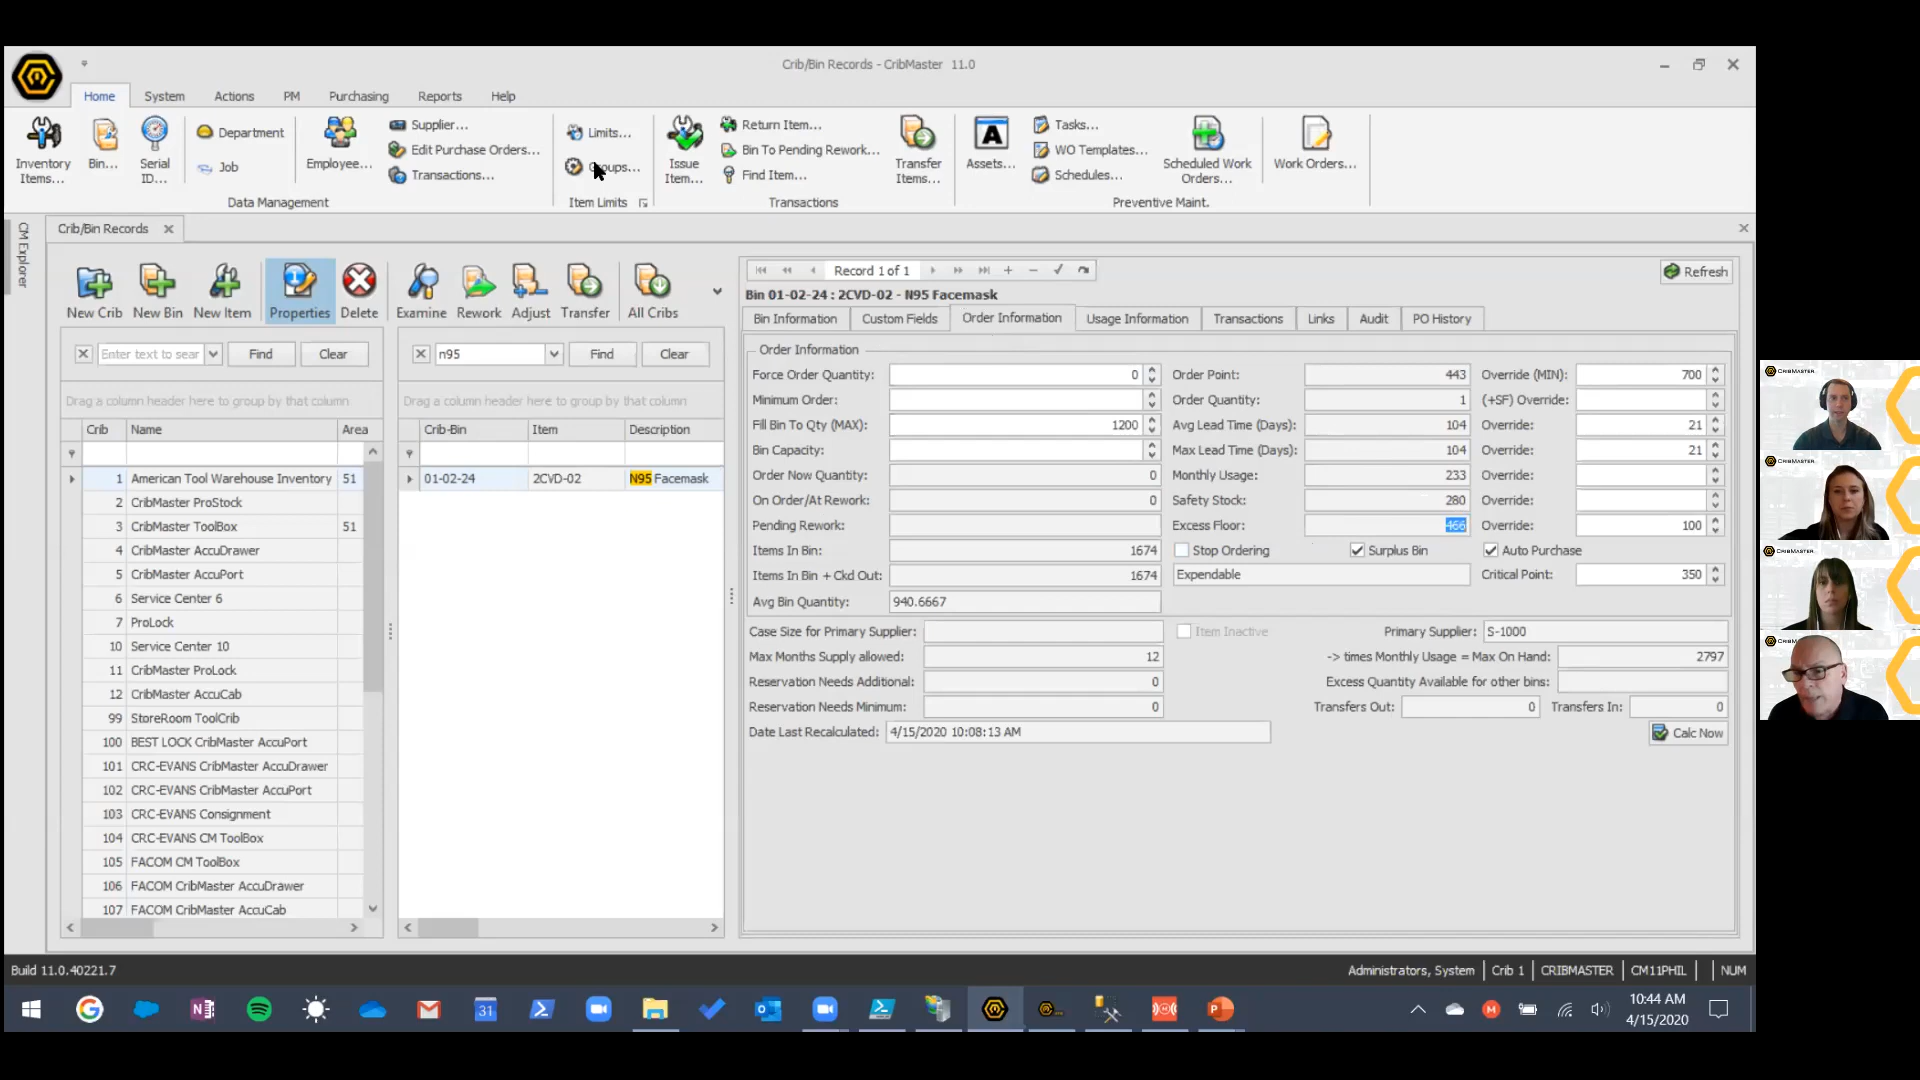 Crib/Bin Records - CribMaster 11.0
Home System Actions PM Purchasing Reports Help
Inventory Items... Bin... Serial ID... Department Job Employee... Supplier... Edit Purchase Orders... Transactions... Limits... Groups... Issue Item... Return Item... Bin To Pending Rework... Find Item... Transfer Items... Assets... Tasks... WO Templates... Schedules... Scheduled Work Orders... Work Orders...
Data Management Item Limits Transactions Preventive Maint.
CM Explorer
Crib/Bin Records
New Crib New Bin New Item Properties Delete Examine Rework Adjust Transfer All Cribs
Enter text to sear Find Clear n95 Find Clear
Drag a column header here to group by that column
Crib Name Area
1 American Tool Warehouse Inventory 51
2 CribMaster ProStock
3 CribMaster ToolBox 51
4 CribMaster AccuDrawer
5 CribMaster AccuPort
6 Service Center 6
7 ProLock
10 Service Center 10
11 CribMaster ProLock
12 CribMaster AccuCab
99 StoreRoom ToolCrib
100 BEST LOCK CribMaster AccuPort
101 CRC-EVANS CribMaster AccuDrawer
102 CRC-EVANS CribMaster AccuPort
103 CRC-EVANS Consignment
104 CRC-EVANS CM ToolBox
105 FACOM CM ToolBox
106 FACOM CribMaster AccuDrawer
107 FACOM CribMaster AccuCab
Drag a column header here to group by that column
Crib-Bin Item Description
01-02-24 2CVD-02 N95 Facemask
Record 1 of 1 Refresh
Bin 01-02-24 : 2CVD-02 - N95 Facemask
Bin Information Custom Fields Order Information Usage Information Transactions Links Audit PO History
Order Information
Force Order Quantity: 0 Order Point: 443 Override (MIN): 700
Minimum Order: Order Quantity: 1 (+SF) Override:
Fill Bin To Qty (MAX): 1200 Avg Lead Time (Days): 104 Override: 21
Bin Capacity: Max Lead Time (Days): 104 Override: 21
Order Now Quantity: 0 Monthly Usage: 233 Override:
On Order/At Rework: 0 Safety Stock: 280 Override:
Pending Rework: Excess Floor: 466 Override: 100
Items In Bin: 1674 Stop Ordering Surplus Bin Auto Purchase
Items In Bin + Ckd Out: 1674 Expendable Critical Point: 350
Avg Bin Quantity: 940.6667
Case Size for Primary Supplier: Item Inactive Primary Supplier: S-1000
Max Months Supply allowed: 12 -> times Monthly Usage = Max On Hand: 2797
Reservation Needs Additional: 0 Excess Quantity Available for other bins:
Reservation Needs Minimum: 0 Transfers Out: 0 Transfers In: 0
Date Last Recalculated: 4/15/2020 10:08:13 AM Calc Now
CRIBMASTER
CRIBMASTER
CRIBMASTER
Build 11.0.40221.7 Administrators, System Crib 1 CRIBMASTER CM11PHIL NUM
31 10:44 AM
4/15/2020